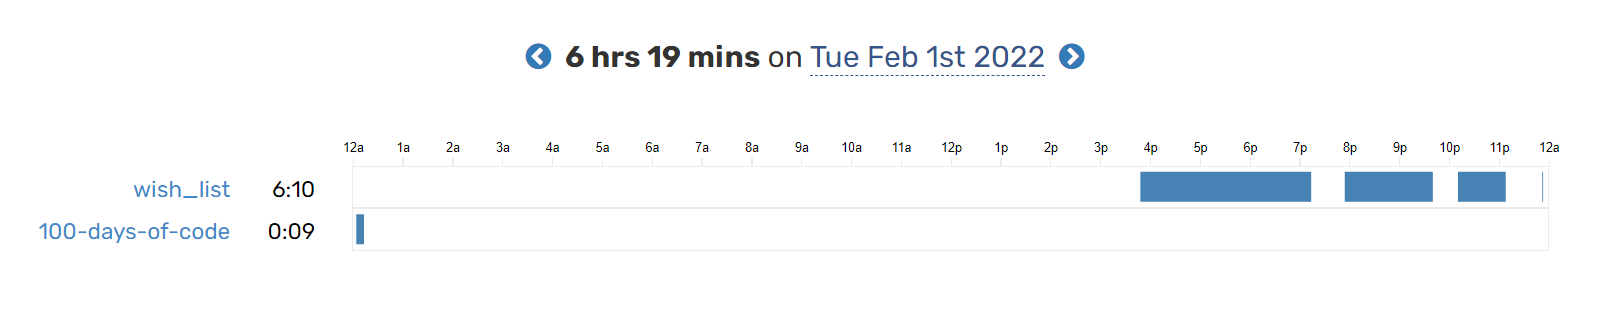 6 hrs 19 mins on Tue Feb 1st 2022
12a 1a 2a 3a 4a 5a 6a 7a 8a 9a 10a 11a 12p 1p 2p 3p 4p 5p 6p 7p 8p 9p 10p 11p 12a
wish_list 6:10
100-days-of-code 0:09